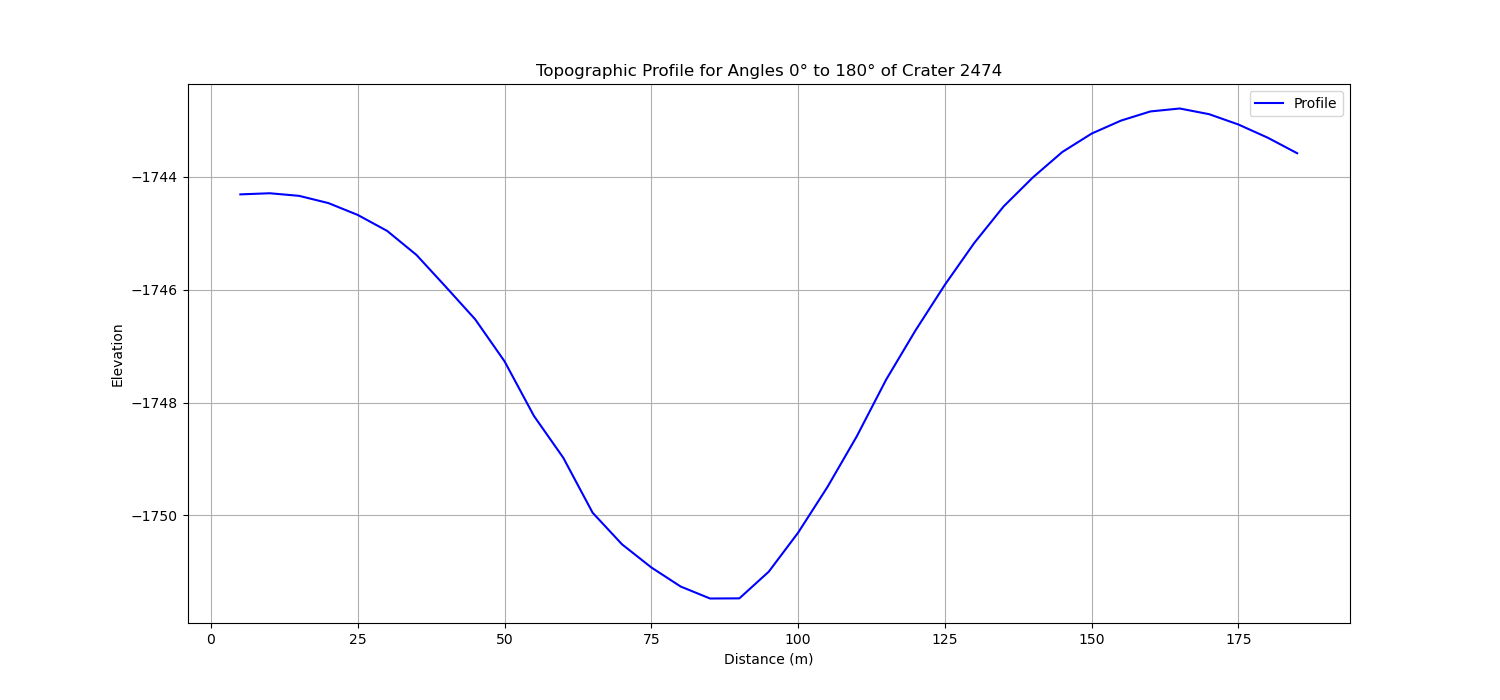 Topographic Profile for Angles 0° to 180° of Crater 2474
Profile
−1744
−1746
−1748
−1750
Elevation
0 25 50 75 100 125 150 175
Distance (m)